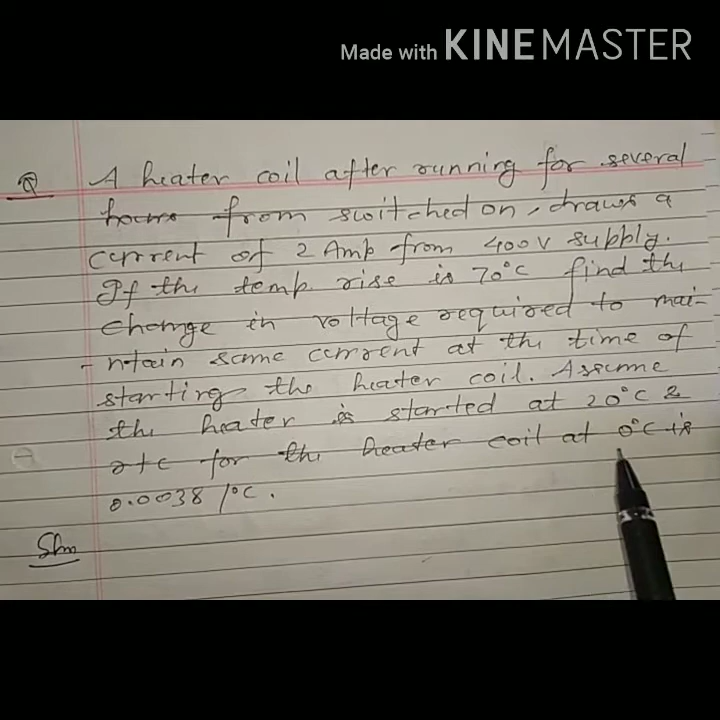 Made with KINEMASTER
Q A heater coil after running for several
hours from switched on, draws a
current of 2 Amp from 400V supply.
If the temp. rise is 70°C find the
change in voltage required to mai-
-ntain same current at the time of
starting the heater coil. Assume
the heater is started at 20°C &
rtc for the heater coil at 0°C is
0.0038 /°C.
Sln